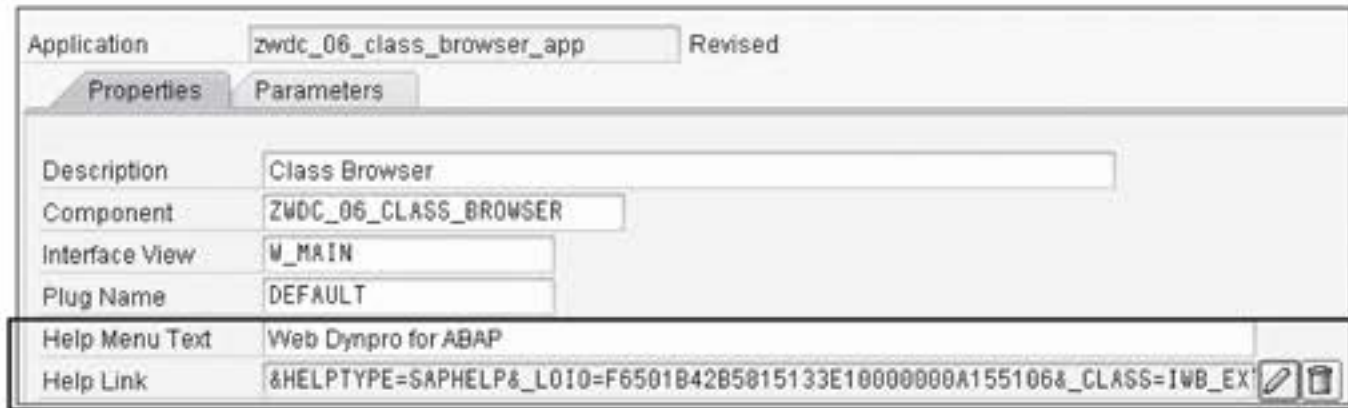 Application zwdc_06_class_browser_app Revised
Properties Parameters
Description Class Browser
Component ZWDC_06_CLASS_BROWSER
Interface View W_MAIN
Plug Name DEFAULT
Help Menu Text Web Dynpro for ABAP
Help Link &HELPTYPE=SAPHELP&_LOIO=F6501B42B5815133E10000000A155106&_CLASS=IWB_EX